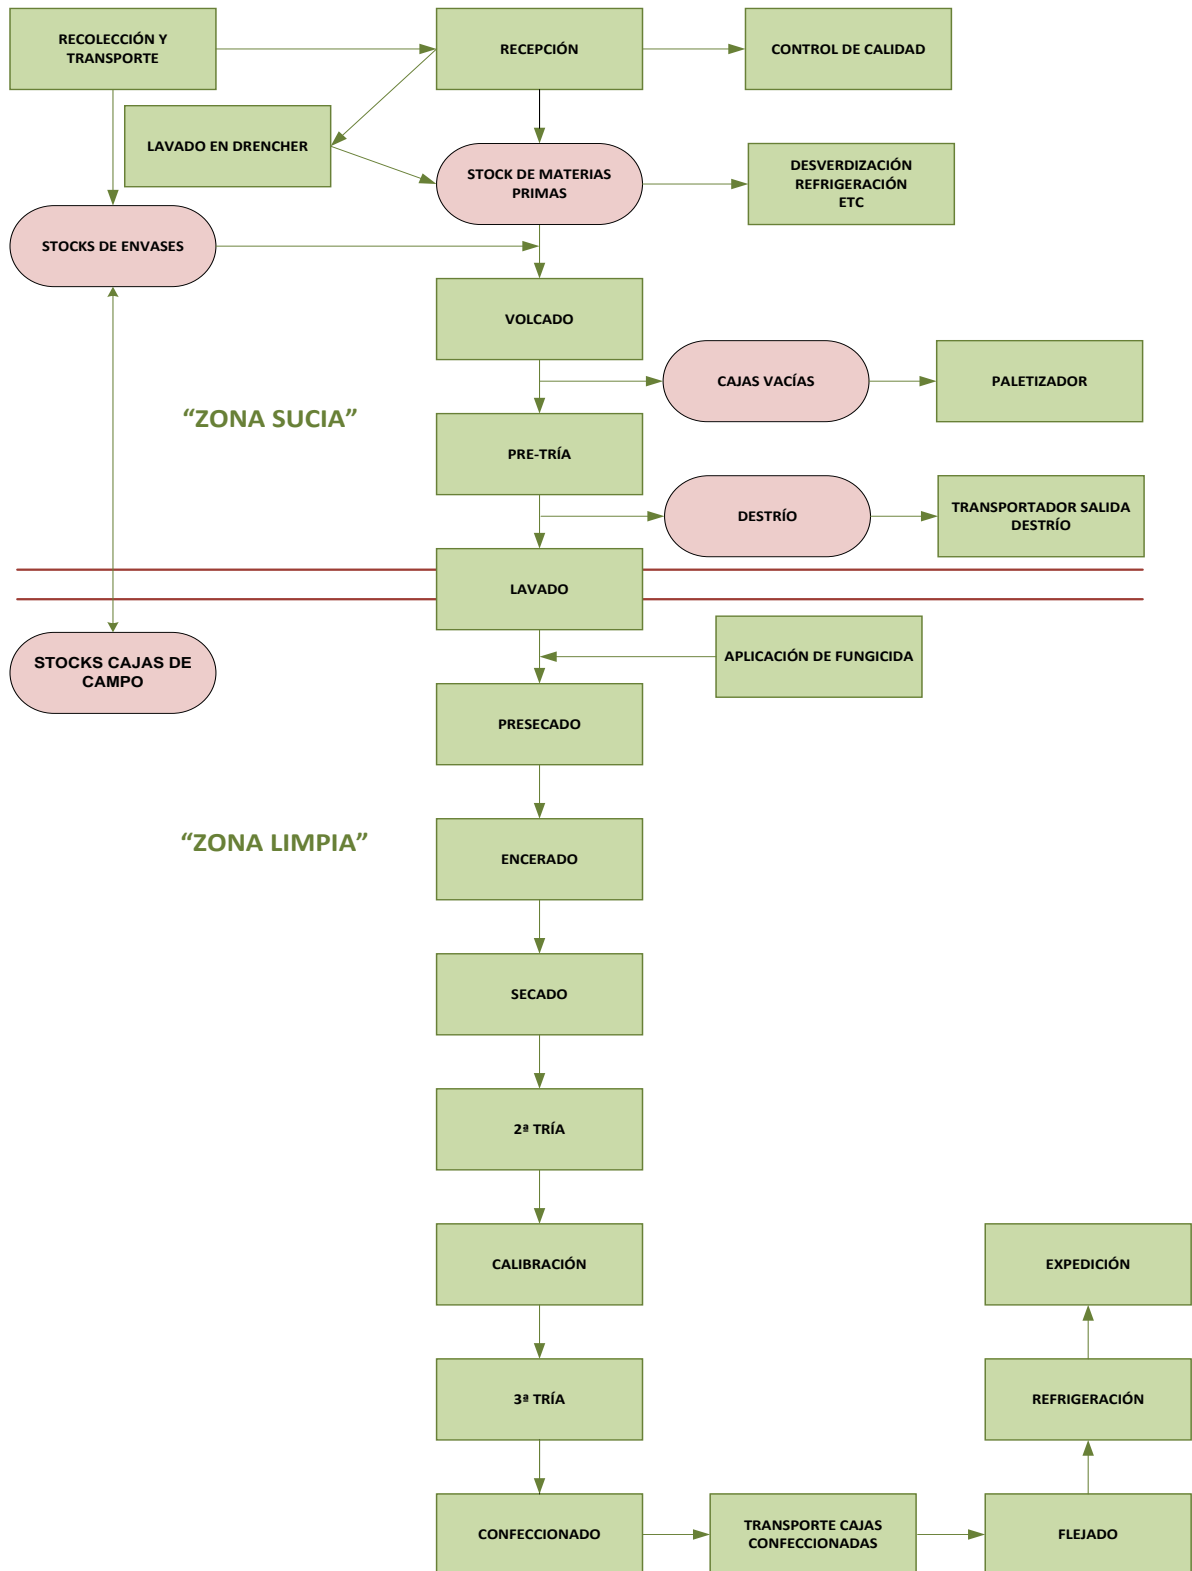 RECOLECCIÓN Y
TRANSPORTE
RECEPCIÓN
CONTROL DE CALIDAD
LAVADO EN DRENCHER
STOCK DE MATERIAS
PRIMAS
DESVERDIZACIÓN
REFRIGERACIÓN
ETC
STOCKS DE ENVASES
VOLCADO
CAJAS VACÍAS
PALETIZADOR
“ZONA SUCIA”
PRE-TRÍA
DESTRÍO
TRANSPORTADOR SALIDA
DESTRÍO
LAVADO
STOCKS CAJAS DE
CAMPO
APLICACIÓN DE FUNGICIDA
PRESECADO
“ZONA LIMPIA”
ENCERADO
SECADO
2ª TRÍA
CALIBRACIÓN
EXPEDICIÓN
3ª TRÍA
REFRIGERACIÓN
CONFECCIONADO
TRANSPORTE CAJAS
CONFECCIONADAS
FLEJADO